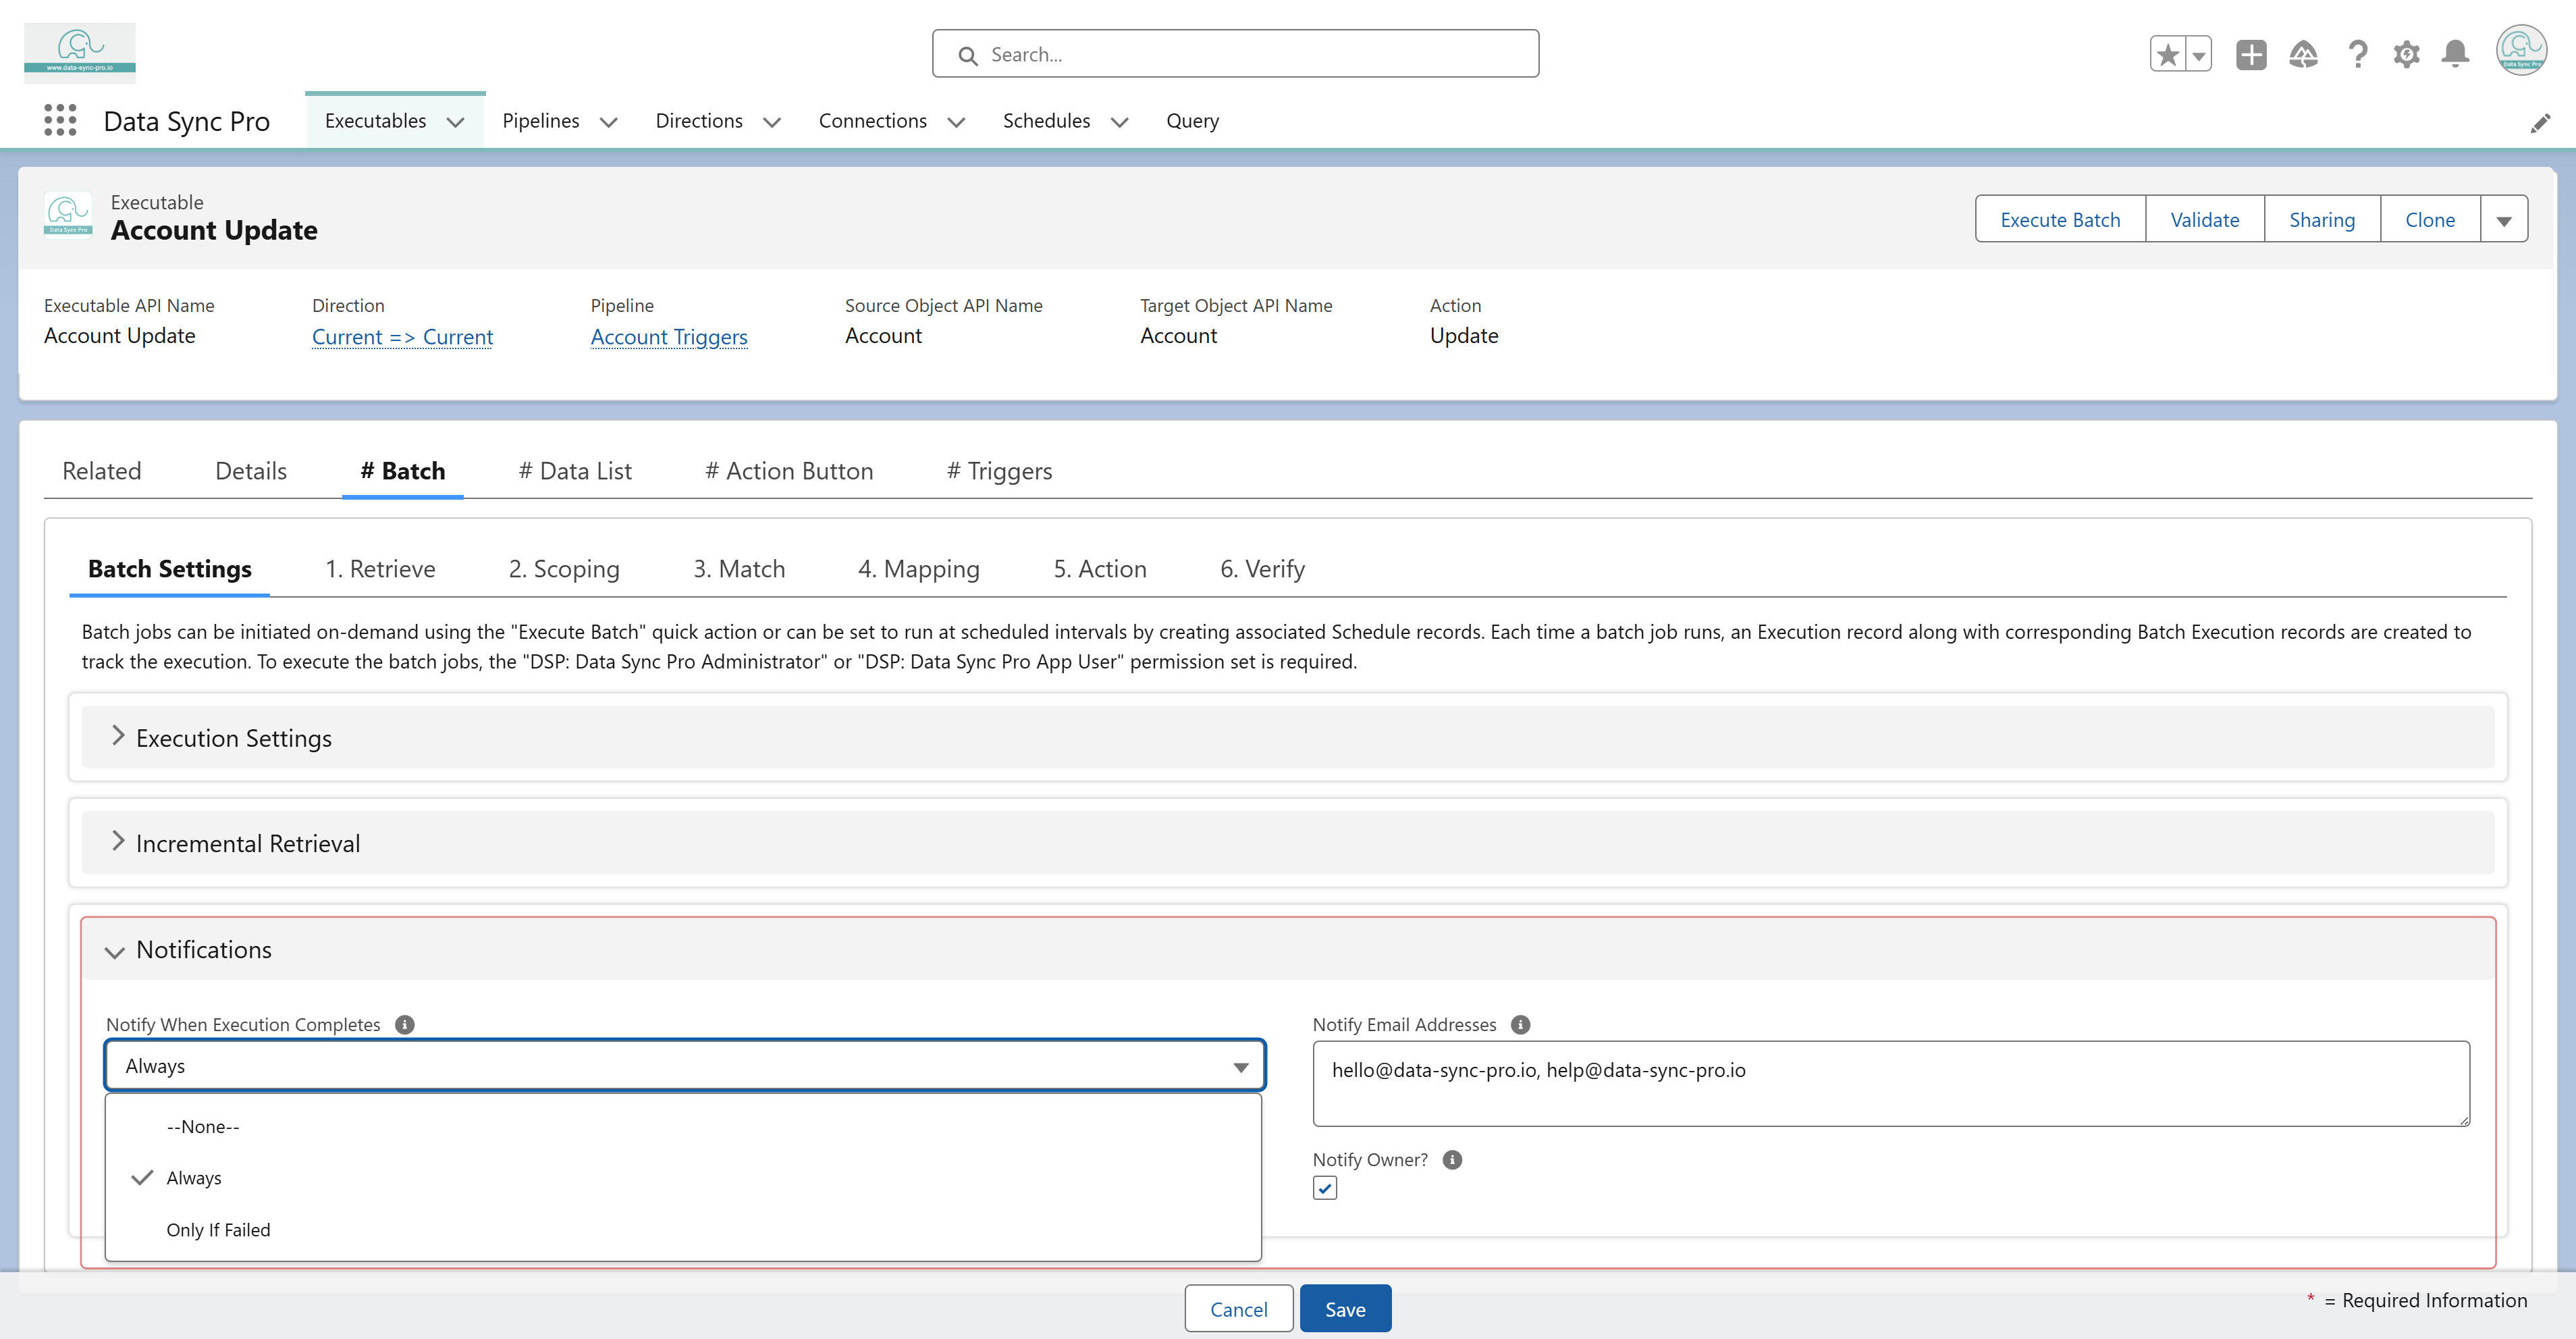 www.data-sync-pro.io
Search...
Data Sync Pro
Executables
Pipelines
Directions
Connections
Schedules
Query
Data Sync Pro
Executable
Account Update
Execute Batch
Validate
Sharing
Clone
Executable API Name
Direction
Pipeline
Source Object API Name
Target Object API Name
Action
Account Update
Current => Current
Account Triggers
Account
Account
Update
Related
Details
# Batch
# Data List
# Action Button
# Triggers
Batch Settings
1. Retrieve
2. Scoping
3. Match
4. Mapping
5. Action
6. Verify
Batch jobs can be initiated on-demand using the "Execute Batch" quick action or can be set to run at scheduled intervals by creating associated Schedule records. Each time a batch job runs, an Execution record along with corresponding Batch Execution records are created to
track the execution. To execute the batch jobs, the "DSP: Data Sync Pro Administrator" or "DSP: Data Sync Pro App User" permission set is required.
Execution Settings
Incremental Retrieval
Notifications
Notify When Execution Completes
Always
--None--
Always
Only If Failed
Notify Email Addresses
hello@data-sync-pro.io, help@data-sync-pro.io
Notify Owner?
Cancel
Save
* = Required Information